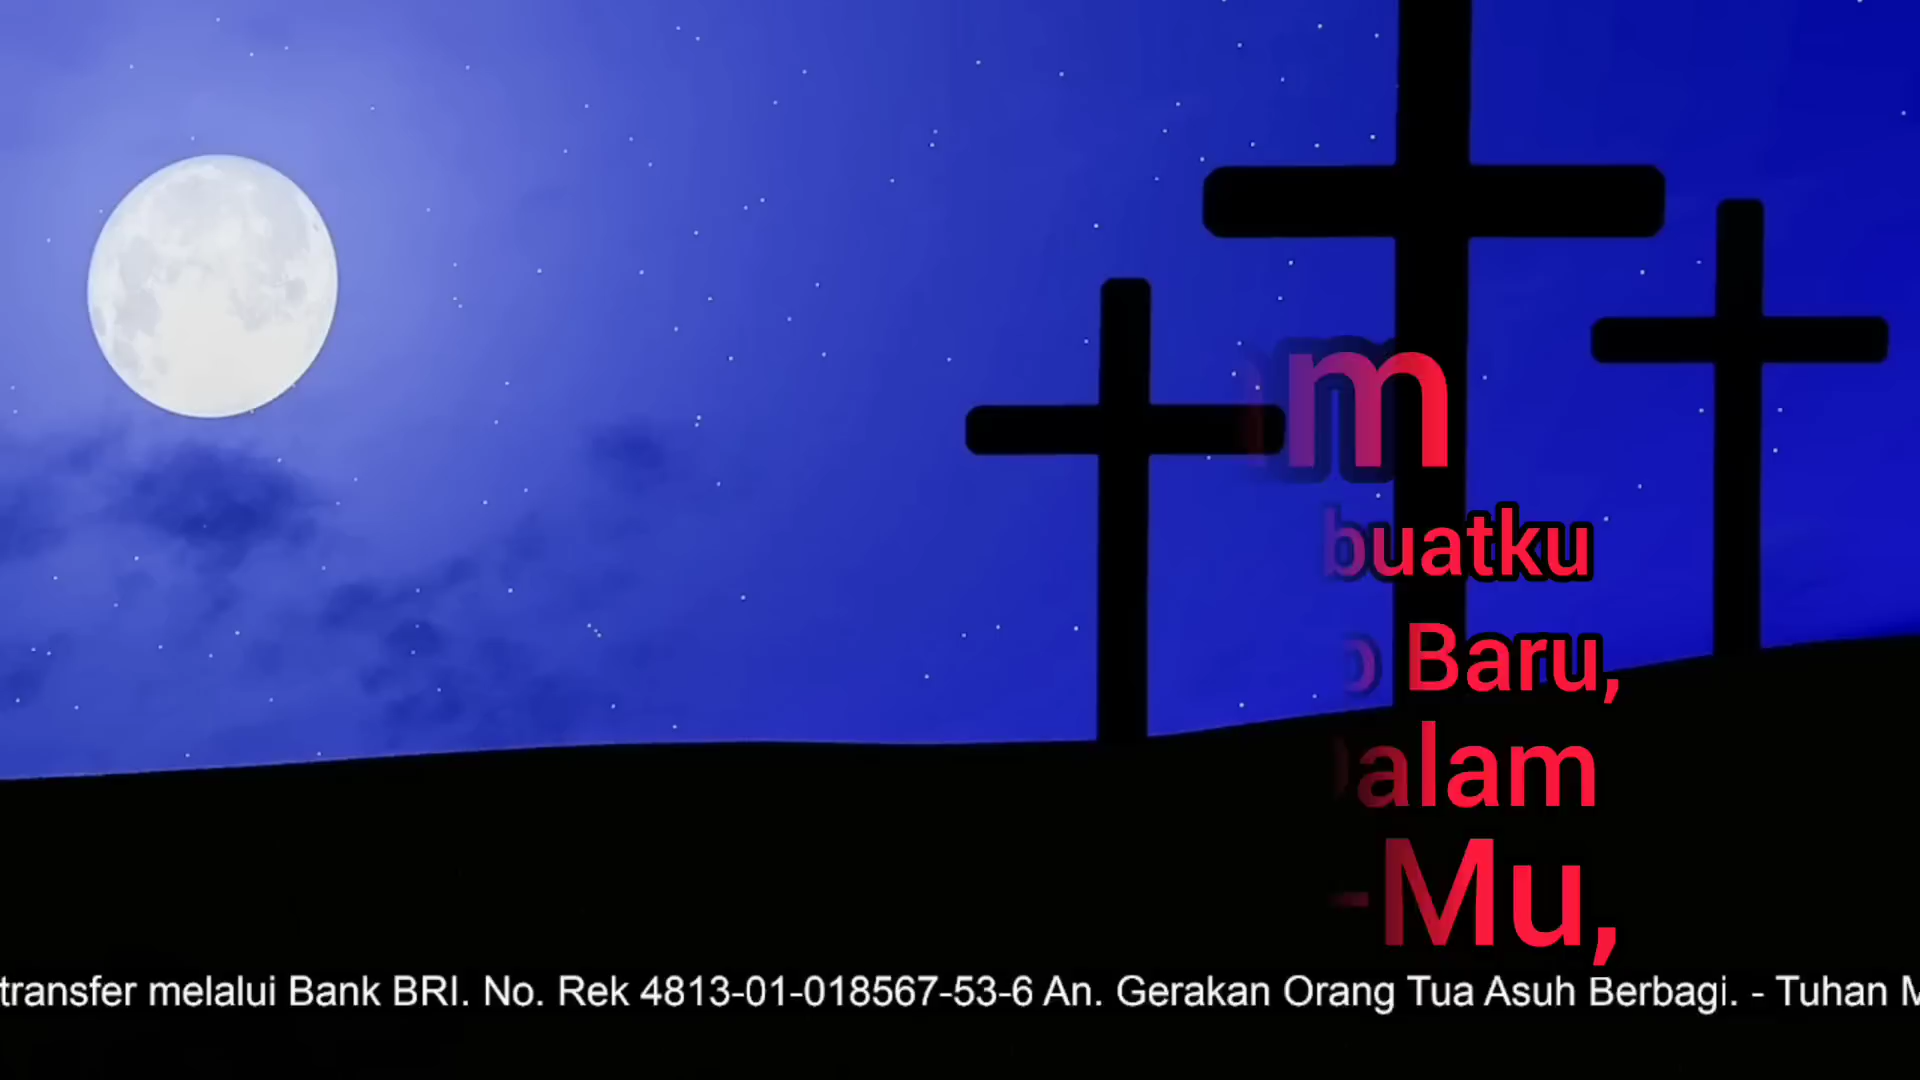 m
buatku
Baru,
alam
-Mu,
transfer melalui Bank BRI. No. Rek 4813-01-018567-53-6 An. Gerakan Orang Tua Asuh Berbagi. - Tuhan M